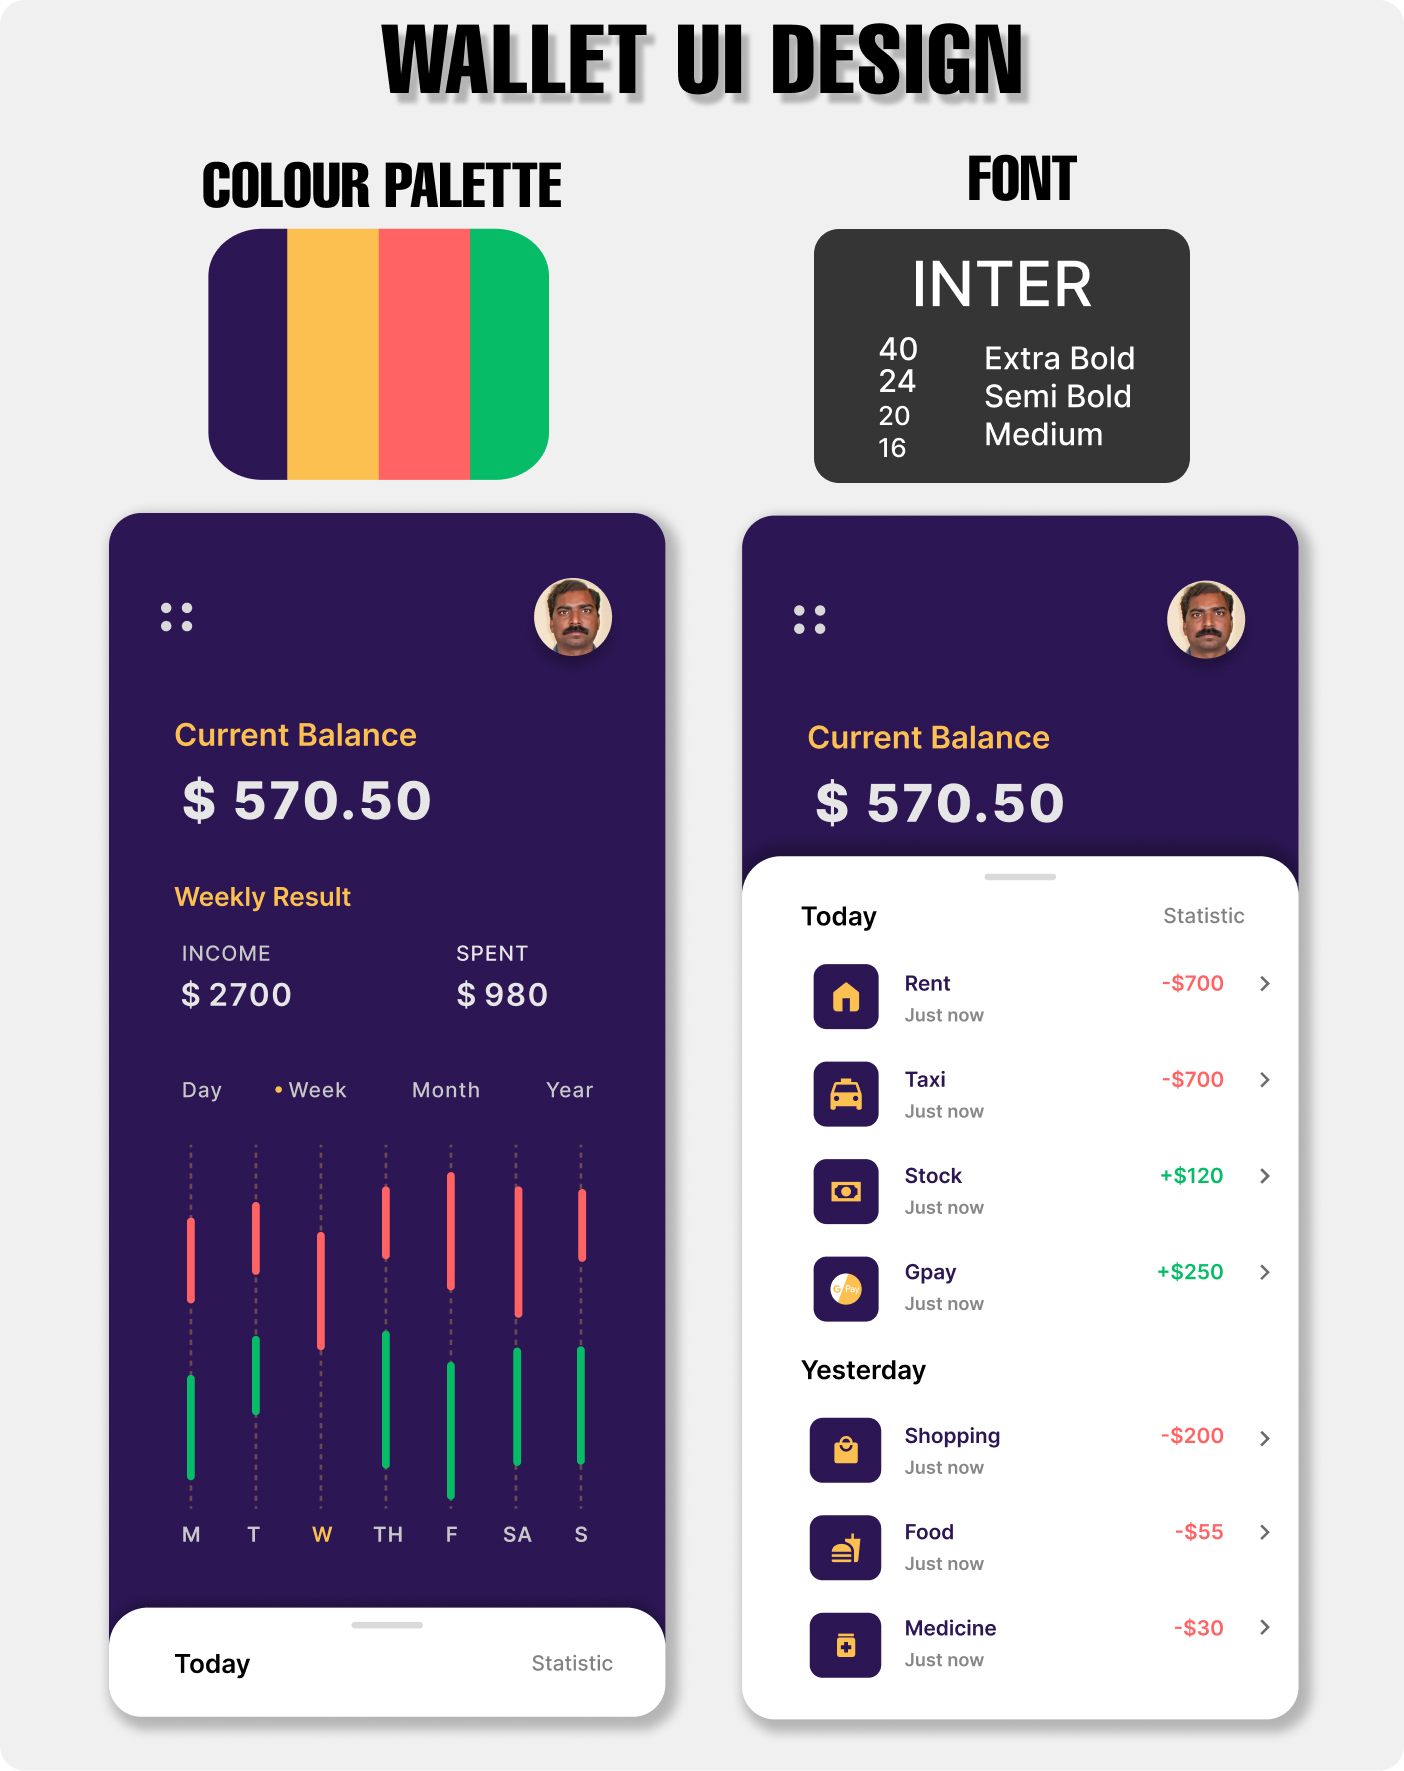 WALLET UI DESIGN
COLOUR PALETTE
FONT
INTER
40
24
20
16
Extra Bold
Semi Bold
Medium
Current Balance
$ 570.50
Weekly Result
INCOME SPENT
$ 2700 $ 980
Day • Week Month Year
M T W TH F SA S
Today Statistic
Current Balance
$ 570.50
Today Statistic
Rent -$700
Just now
Taxi -$700
Just now
Stock +$120
Just now
Gpay +$250
G Pay
Just now
Yesterday
Shopping -$200
Just now
Food -$55
Just now
Medicine -$30
Just now